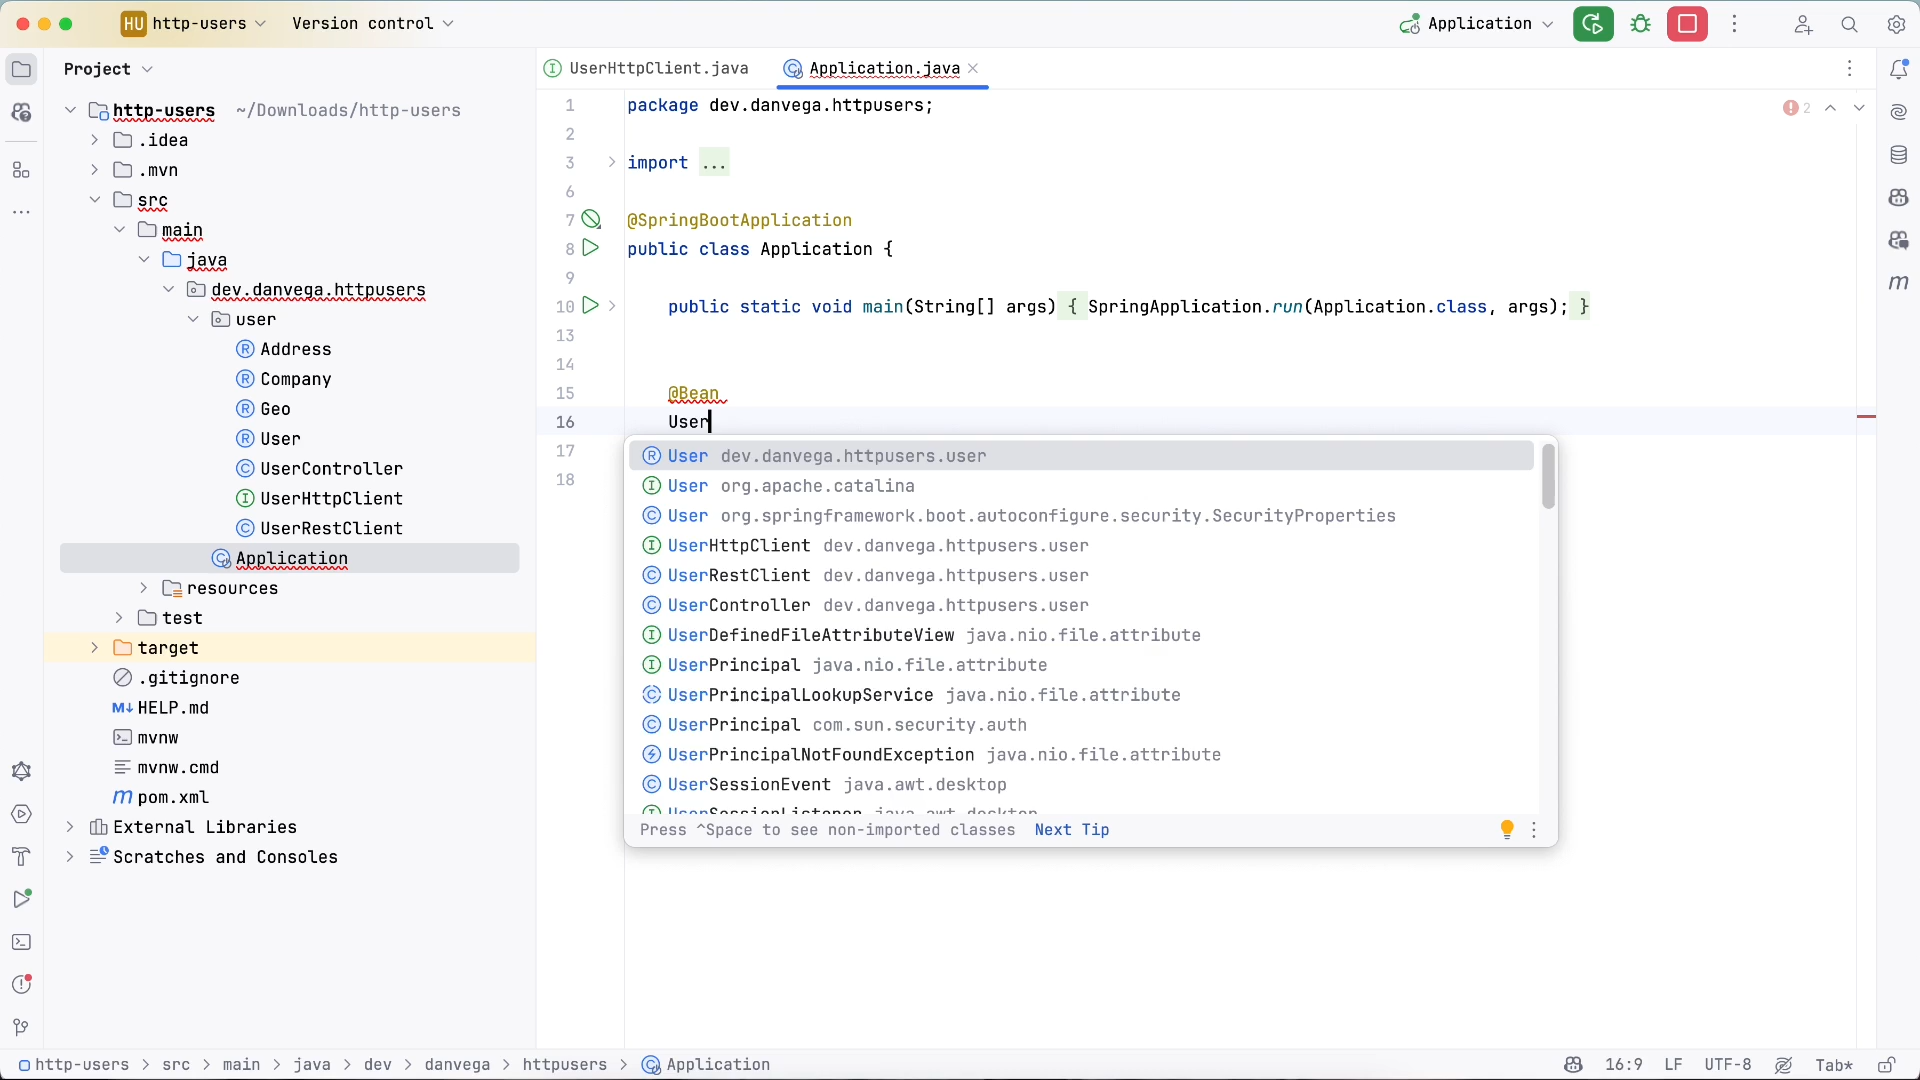 HU http-users Version control Application
Project
UserHttpClient.java Application.java
http-users ~/Downloads/http-users
.idea
.mvn
src
main
java
dev.danvega.httpusers
user
Address
Company
Geo
User
UserController
UserHttpClient
UserRestClient
Application
resources
test
target
.gitignore
M↓ HELP.md
mvnw
mvnw.cmd
m pom.xml
External Libraries
Scratches and Consoles
1 package dev.danvega.httpusers;
2
3 import ...
6
7 @SpringBootApplication
8 public class Application {
9
10 public static void main(String[] args) { SpringApplication.run(Application.class, args); }
13
14
15 @Bean
16 User
17
18
2
R User dev.danvega.httpusers.user
I User org.apache.catalina
C User org.springframework.boot.autoconfigure.security.SecurityProperties
I UserHttpClient dev.danvega.httpusers.user
C UserRestClient dev.danvega.httpusers.user
C UserController dev.danvega.httpusers.user
I UserDefinedFileAttributeView java.nio.file.attribute
I UserPrincipal java.nio.file.attribute
C UserPrincipalLookupService java.nio.file.attribute
C UserPrincipal com.sun.security.auth
UserPrincipalNotFoundException java.nio.file.attribute
C UserSessionEvent java.awt.desktop
I UserSessionListener java.awt.desktop
Press ^Space to see non-imported classes Next Tip
m
http-users > src > main > java > dev > danvega > httpusers > Application
16:9 LF UTF-8 Tab*